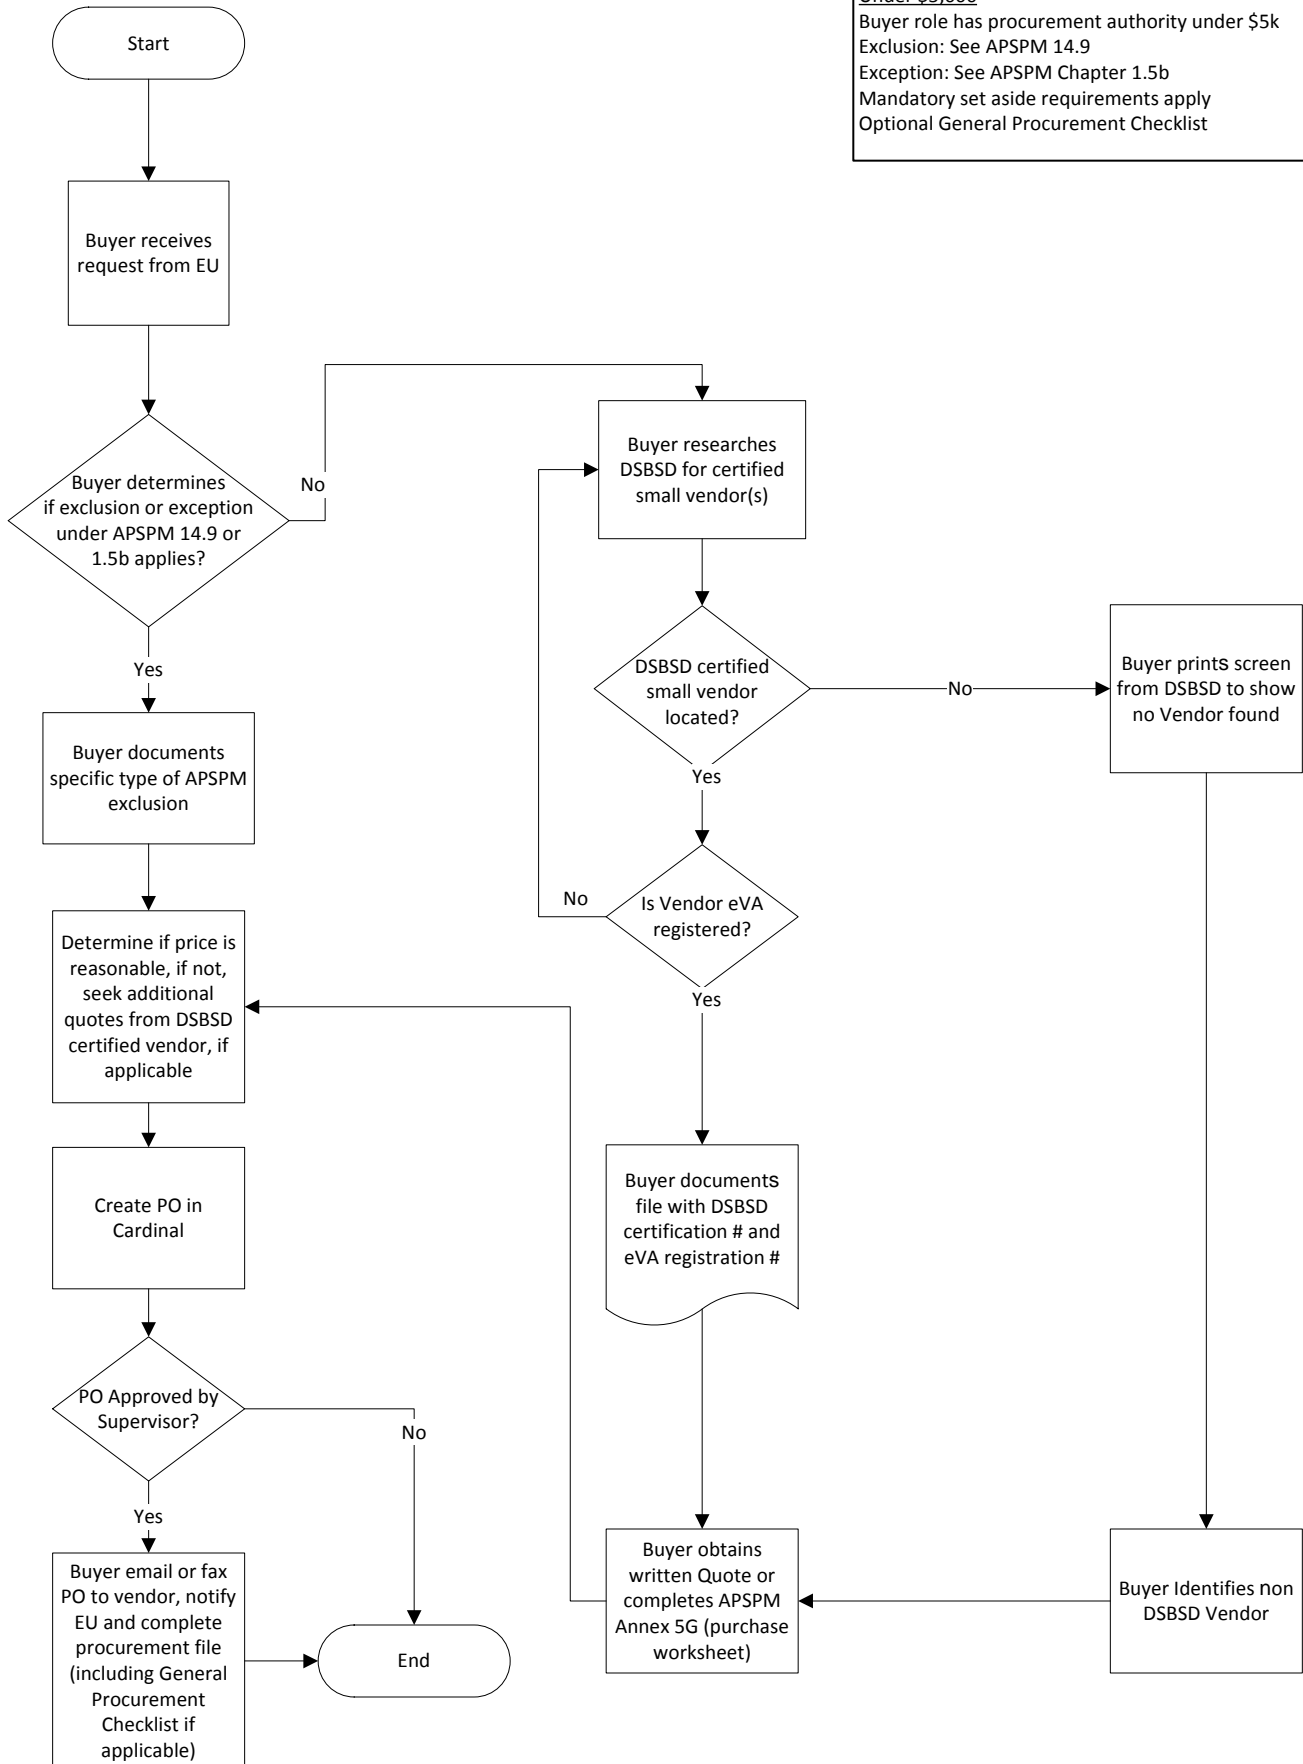 Start
Under $5,000
Buyer role has procurement authority under $5k
Exclusion: See APSPM 14.9
Exception: See APSPM Chapter 1.5b
Mandatory set aside requirements apply
Optional General Procurement Checklist
Buyer receives
request from EU
Buyer determines
if exclusion or exception
under APSPM 14.9 or
1.5b applies?
No
Yes
Buyer documents
specific type of APSPM
exclusion
Determine if price is
reasonable, if not,
seek additional
quotes from DSBSD
certified vendor, if
applicable
Create PO in
Cardinal
PO Approved by
Supervisor?
No
Yes
Buyer email or fax
PO to vendor, notify
EU and complete
procurement file
(including General
Procurement
Checklist if
applicable)
End
Buyer researches
DSBSD for certified
small vendor(s)
DSBSD certified
small vendor
located?
No
Yes
Is Vendor eVA
registered?
No
Yes
Buyer documents
file with DSBSD
certification # and
eVA registration #
Buyer obtains
written Quote or
completes APSPM
Annex 5G (purchase
worksheet)
Buyer prints screen
from DSBSD to show
no Vendor found
Buyer Identifies non
DSBSD Vendor